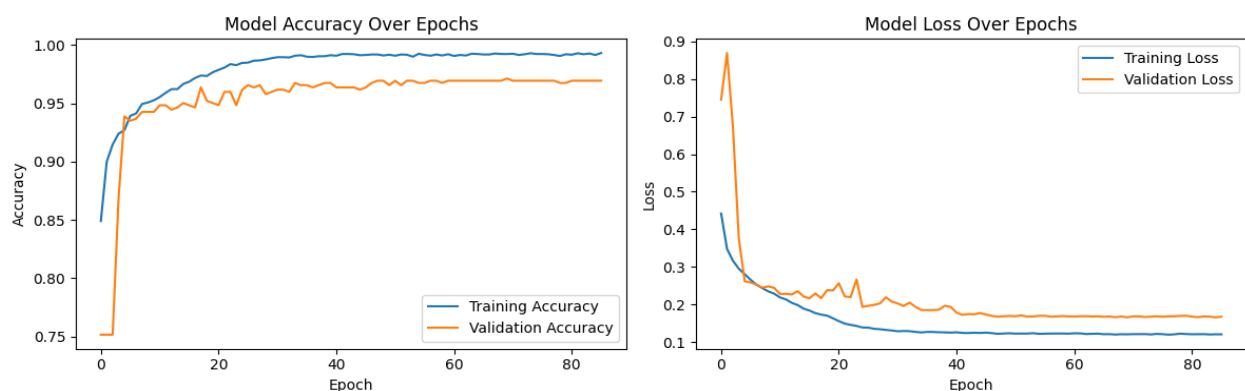 Model Accuracy Over Epochs
1.00
0.95
0.90
0.85
0.80
0.75
Accuracy
0
20
40
60
80
Epoch
Training Accuracy
Validation Accuracy
Model Loss Over Epochs
0.9
0.8
0.7
0.6
0.5
0.4
0.3
0.2
0.1
Loss
0
20
40
60
80
Epoch
Training Loss
Validation Loss